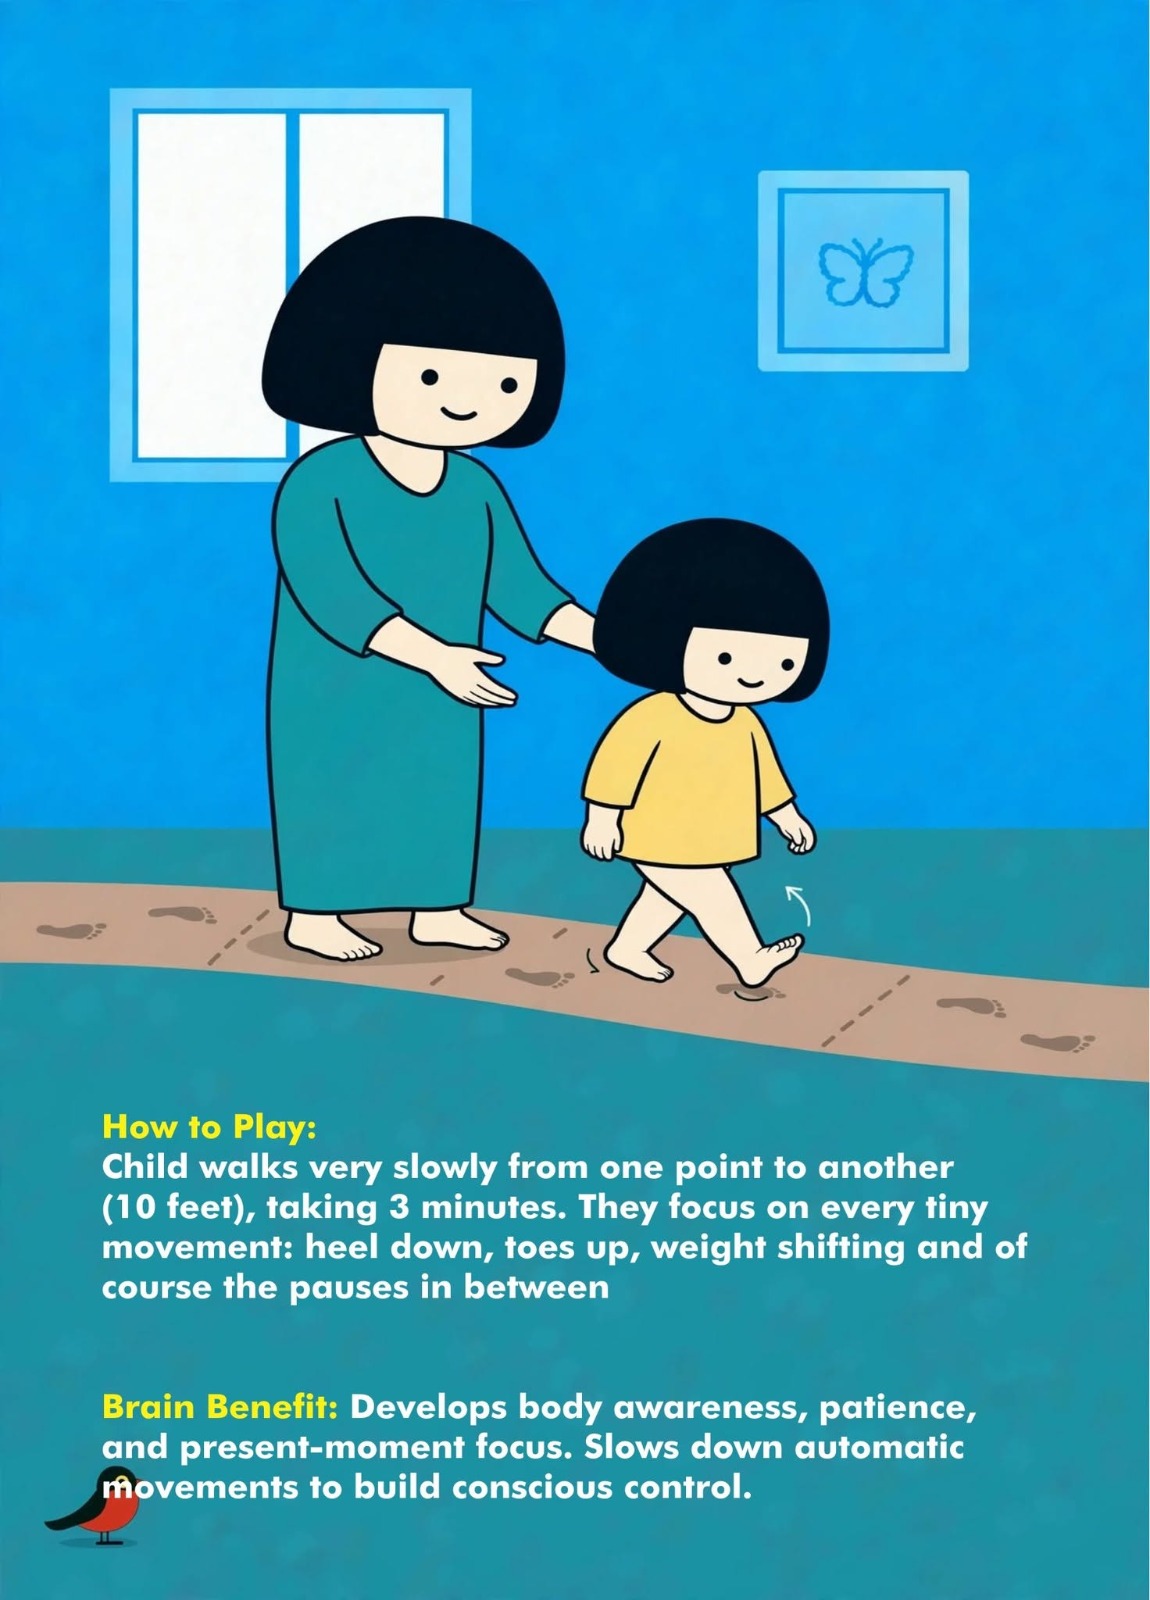 How to Play:
Child walks very slowly from one point to another
(10 feet), taking 3 minutes. They focus on every tiny
movement: heel down, toes up, weight shifting and of
course the pauses in between
Brain Benefit: Develops body awareness, patience,
and present-moment focus. Slows down automatic
movements to build conscious control.